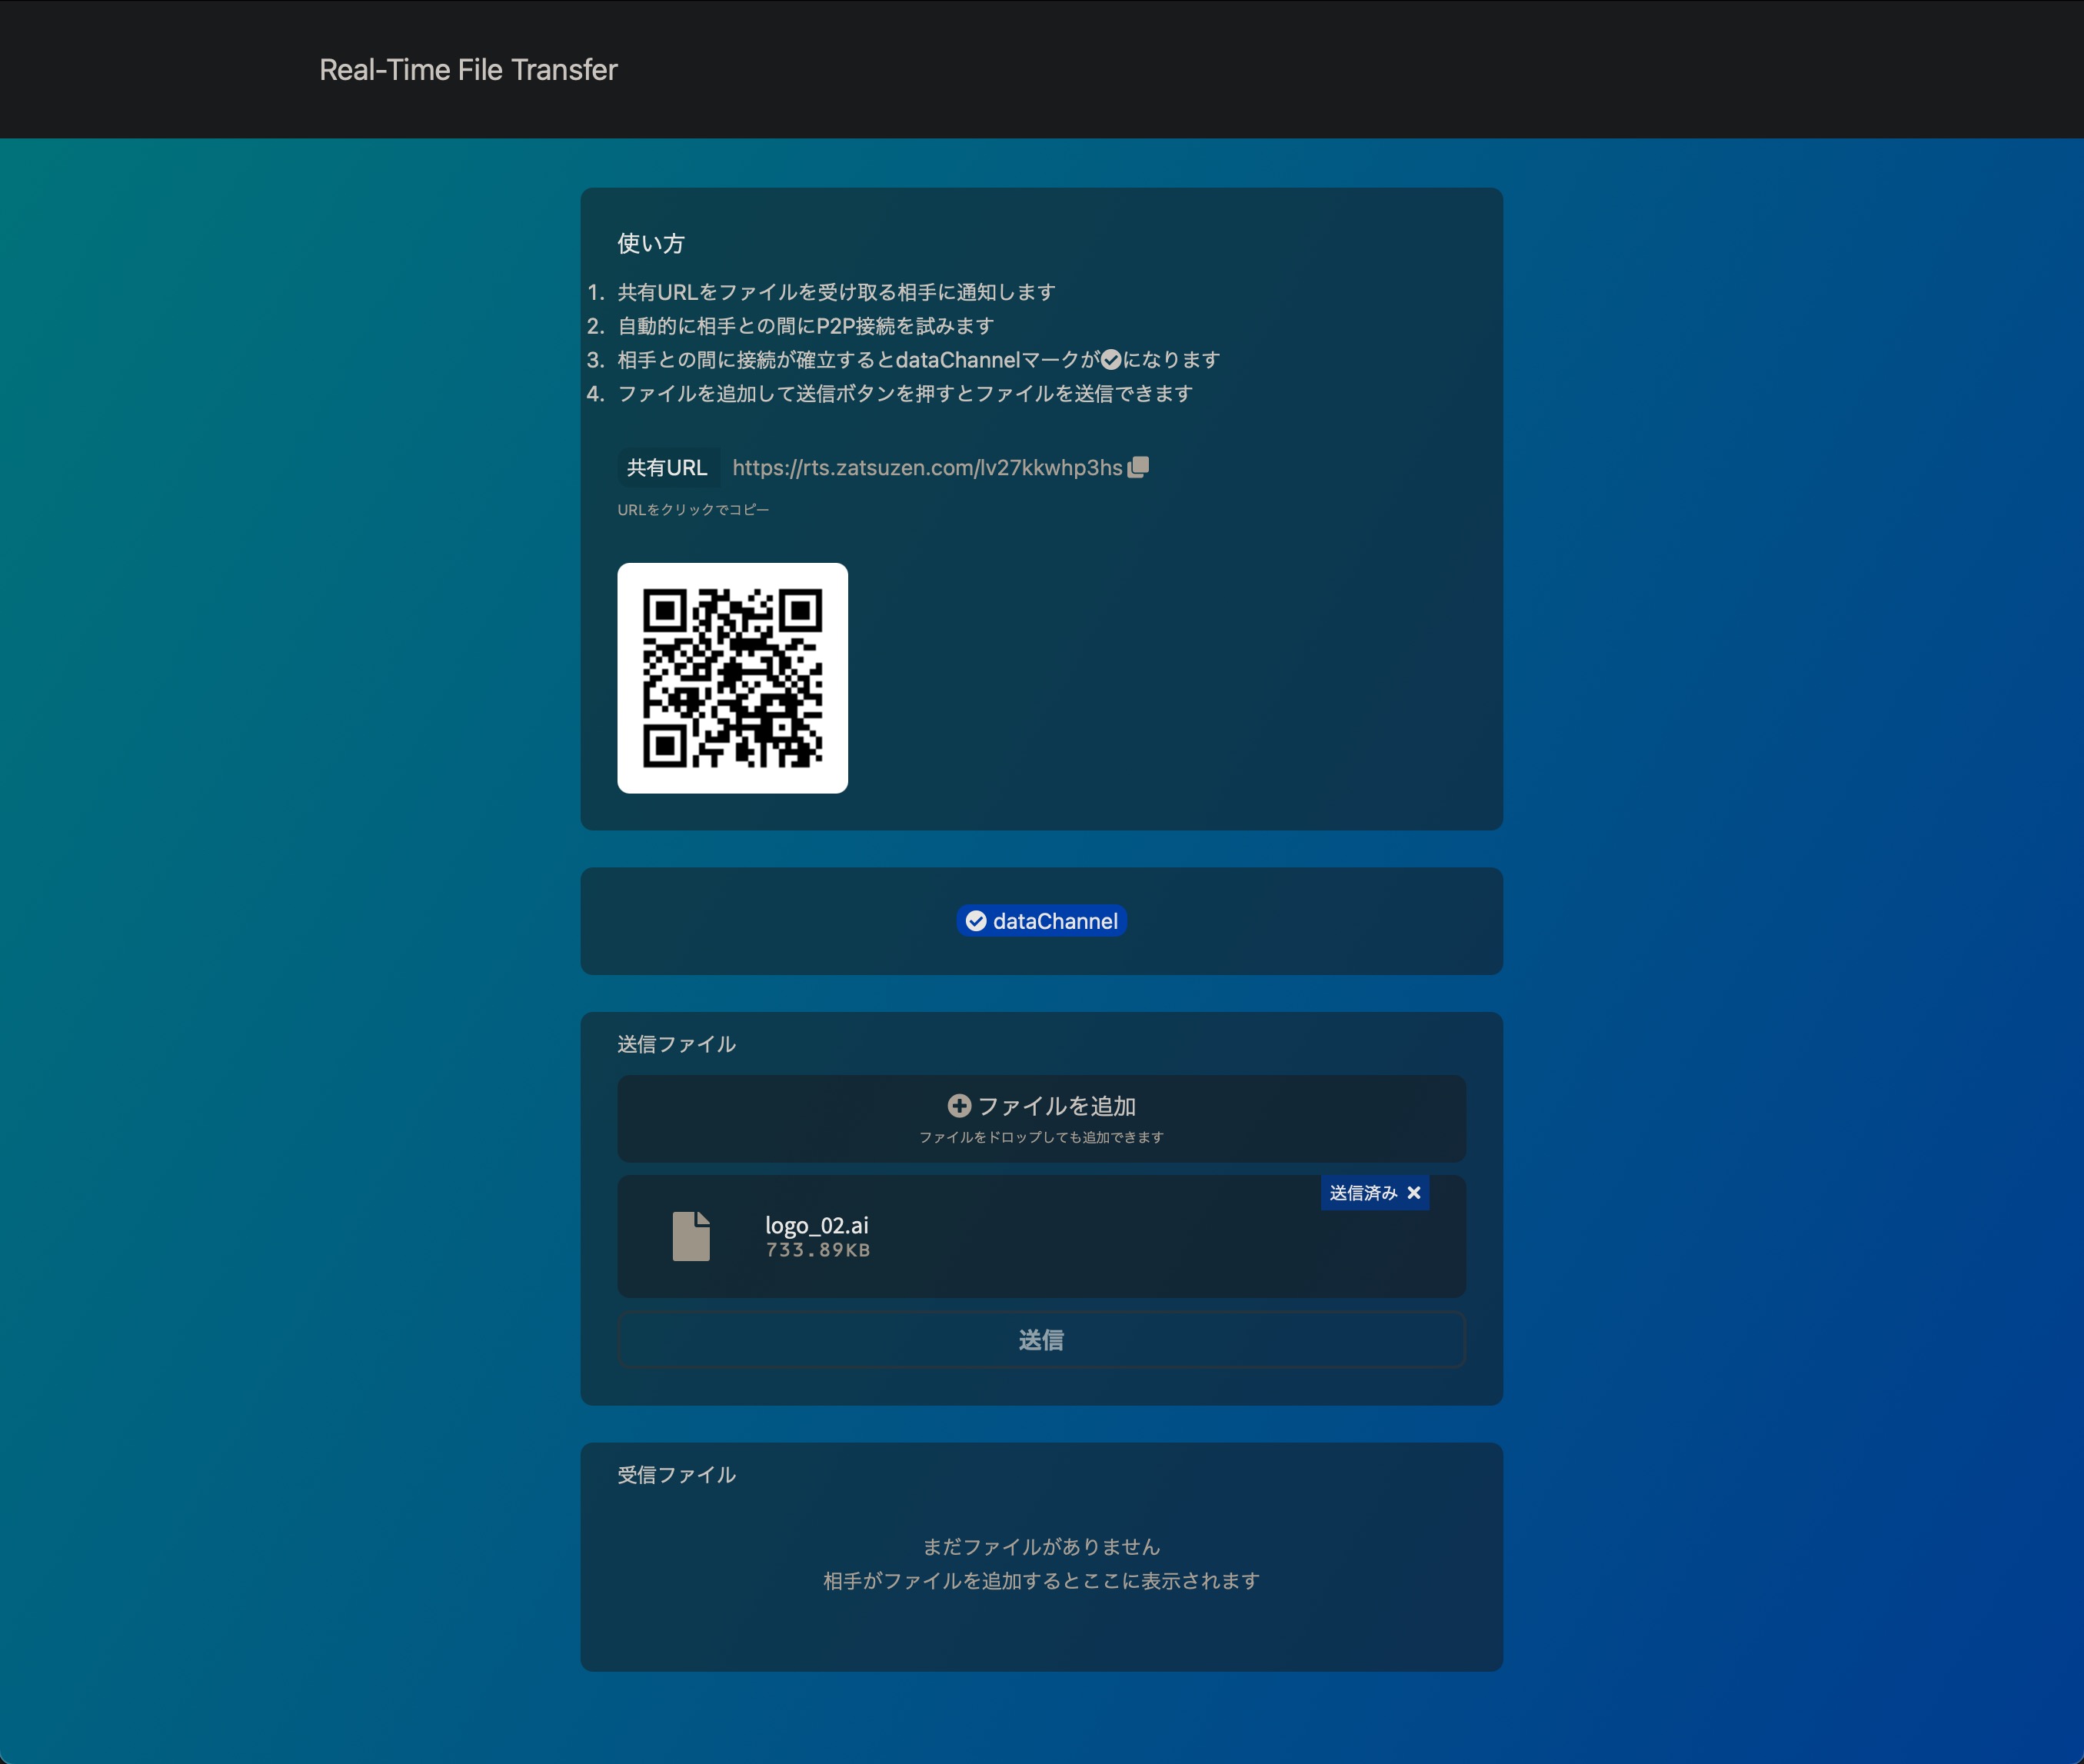 Real-Time File Transfer
使い方
1. 共有URLをファイルを受け取る相手に通知します
2. 自動的に相手との間にP2P接続を試みます
3. 相手との間に接続が確立するとdataChannelマークが✓になります
4. ファイルを追加して送信ボタンを押すとファイルを送信できます
共有URL https://rts.zatsuzen.com/lv27kkwhp3hs
URLをクリックでコピー
dataChannel
送信ファイル
ファイルを追加
ファイルをドロップしても追加できます
送信済み ×
logo_02.ai
733.89KB
送信
受信ファイル
まだファイルがありません
相手がファイルを追加するとここに表示されます